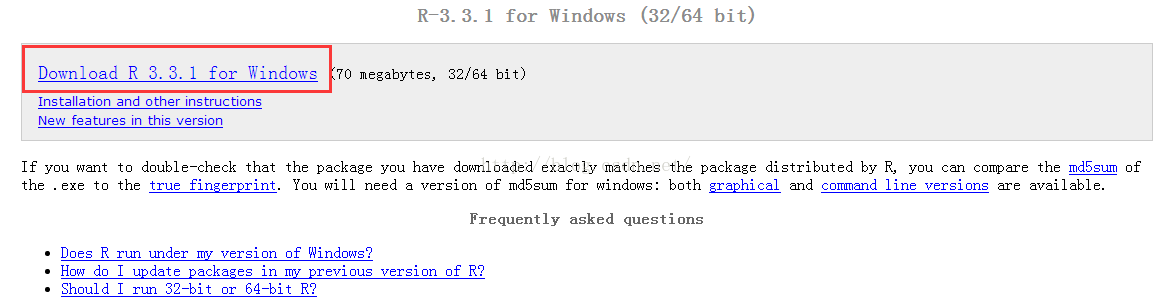 R-3.3.1 for Windows (32/64 bit)
Download R 3.3.1 for Windows (70 megabytes, 32/64 bit)
Installation and other instructions
New features in this version
If you want to double-check that the package you have downloaded exactly matches the package distributed by R, you can compare the md5sum of
the .exe to the true fingerprint. You will need a version of md5sum for windows: both graphical and command line versions are available.
Frequently asked questions
Does R run under my version of Windows?
How do I update packages in my previous version of R?
Should I run 32-bit or 64-bit R?